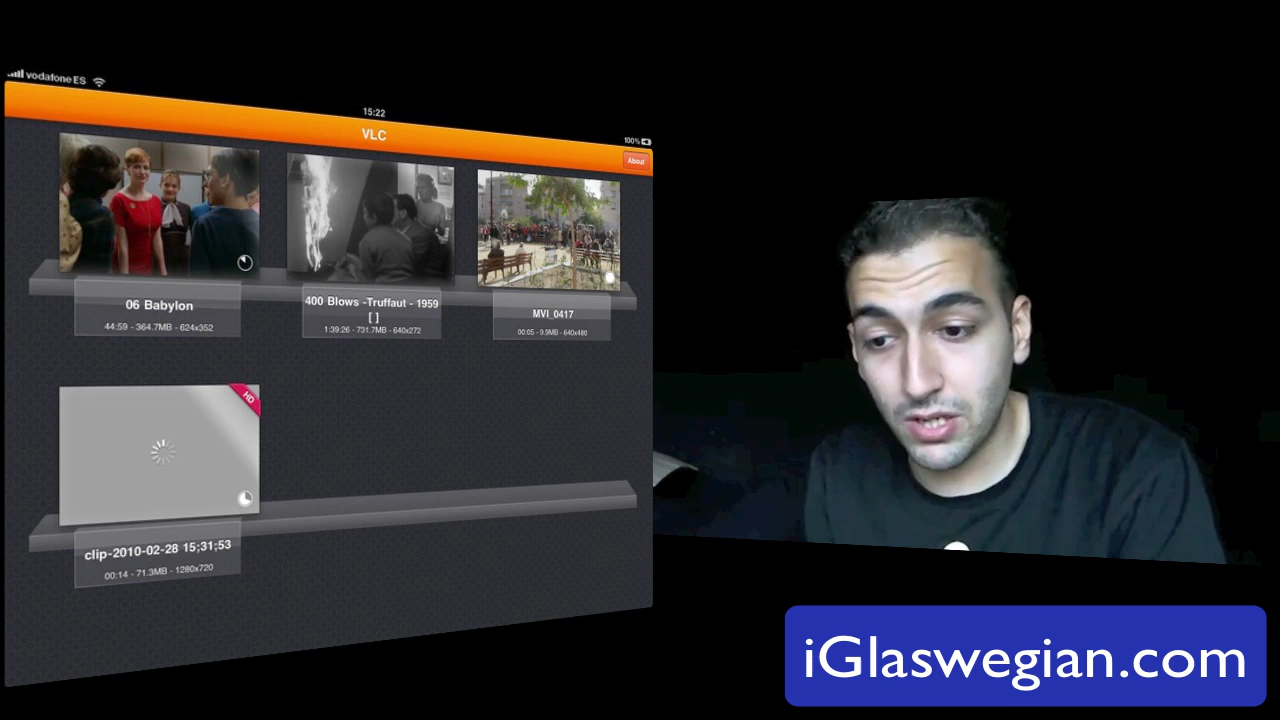 vodafone ES
15:22
100%
VLC
About
06 Babylon
44:59 - 364.7MB - 624x352
400 Blows -Truffaut - 1959
[ ]
1:39:26 - 731.7MB - 640x272
MVI_0417
00:05 - 9.9MB - 640x480
HD
clip-2010-02-28 15;31;53
00:14 - 71.3MB - 1280x720
iGlaswegian.com